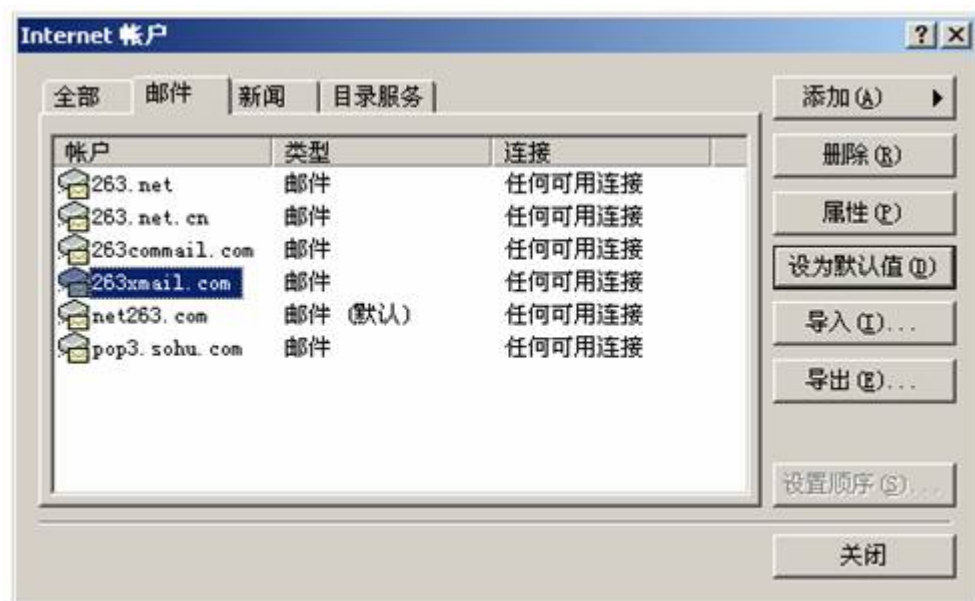 Internet 帐户
全部 邮件 新闻 目录服务
帐户 类型 连接
263.net 邮件 任何可用连接
263.net.cn 邮件 任何可用连接
263commail.com 邮件 任何可用连接
263xmail.com 邮件 任何可用连接
net263.com 邮件 (默认) 任何可用连接
pop3.sohu.com 邮件 任何可用连接
添加(A)
删除(R)
属性(P)
设为默认值(D)
导入(I)...
导出(E)...
设置顺序(S)...
关闭